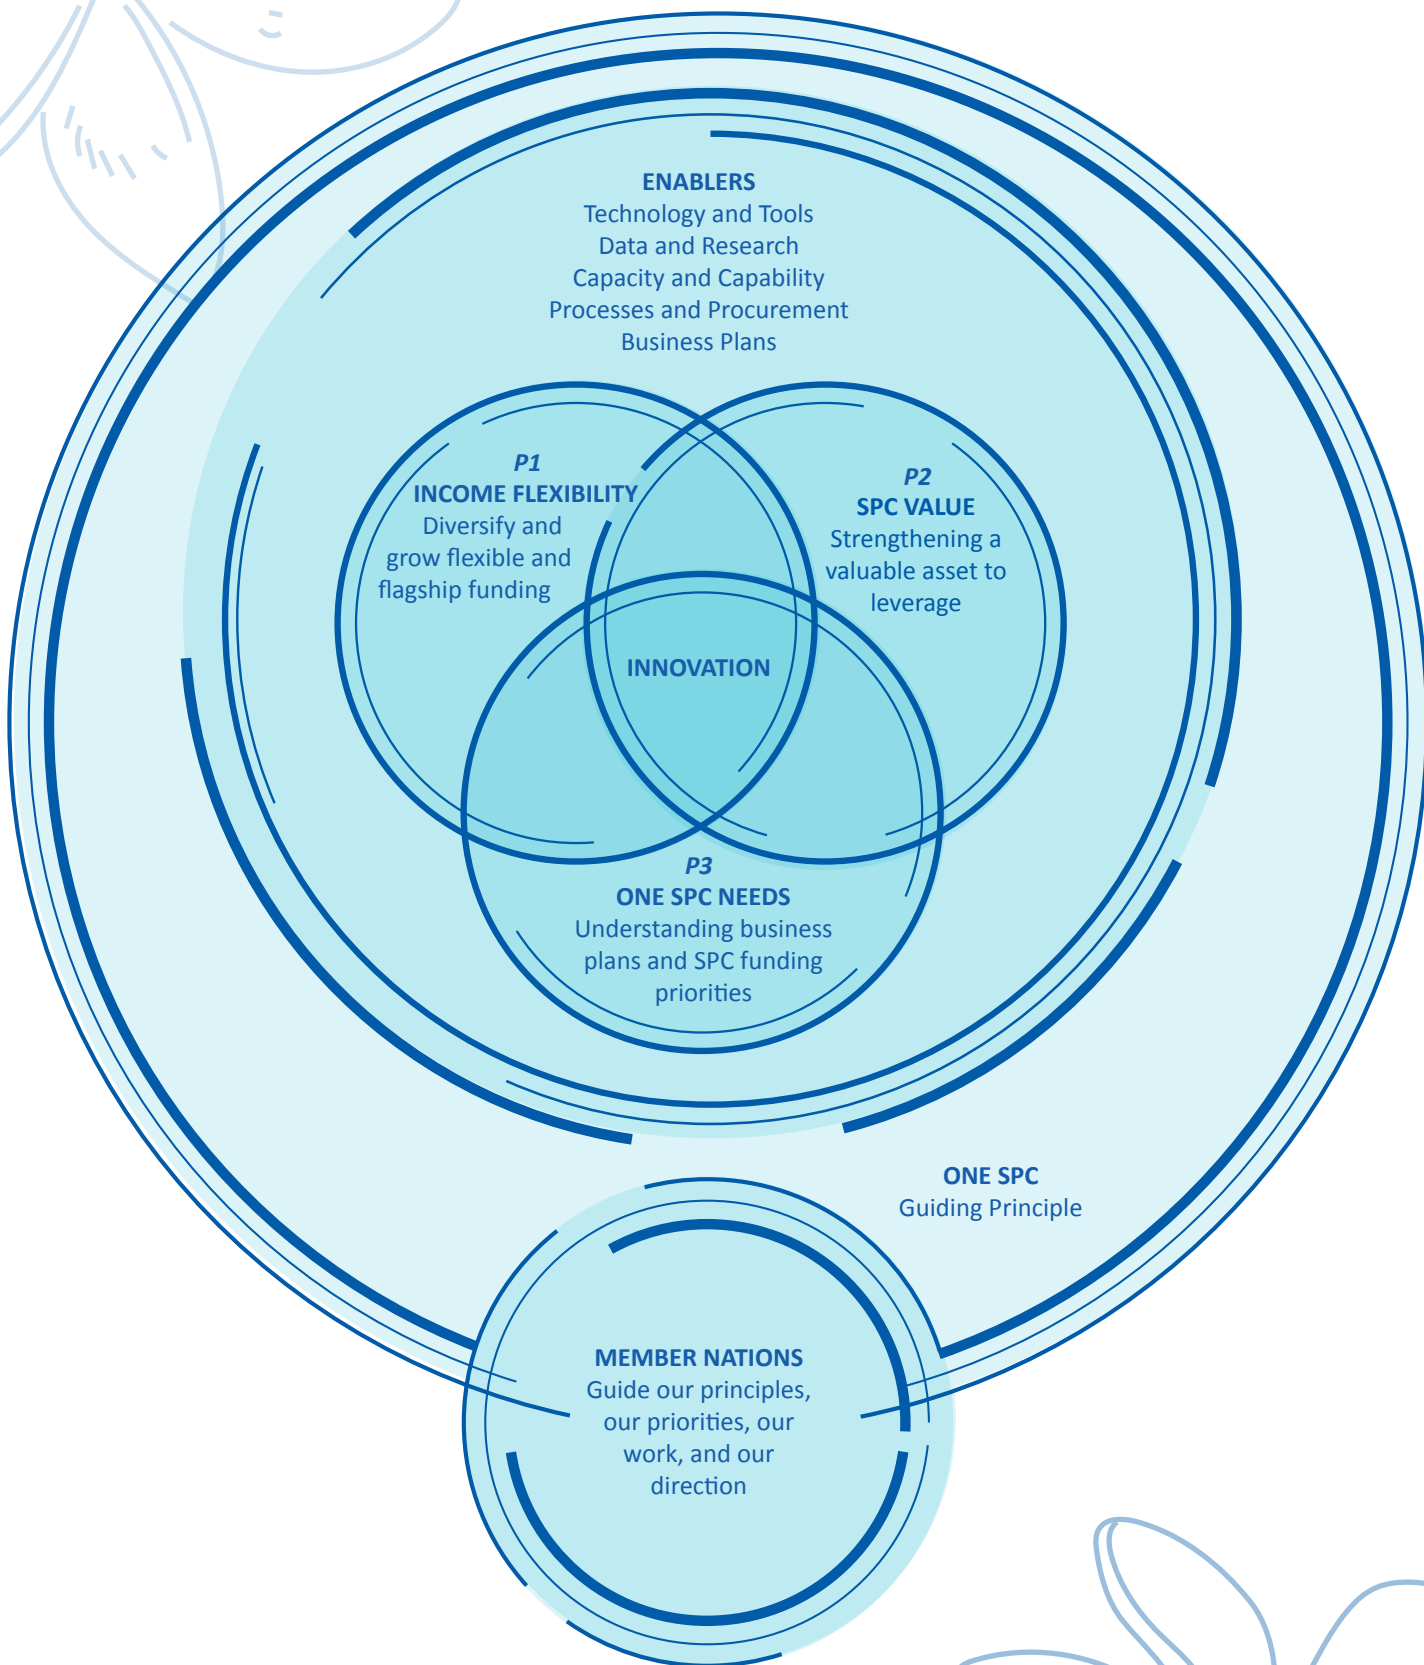 ENABLERS
Technology and Tools
Data and Research
Capacity and Capability
Processes and Procurement
Business Plans
P1
INCOME FLEXIBILITY
Diversify and
grow flexible and
flagship funding
P2
SPC VALUE
Strengthening a
valuable asset to
leverage
INNOVATION
P3
ONE SPC NEEDS
Understanding business
plans and SPC funding
priorities
ONE SPC
Guiding Principle
MEMBER NATIONS
Guide our principles,
our priorities, our
work, and our
direction